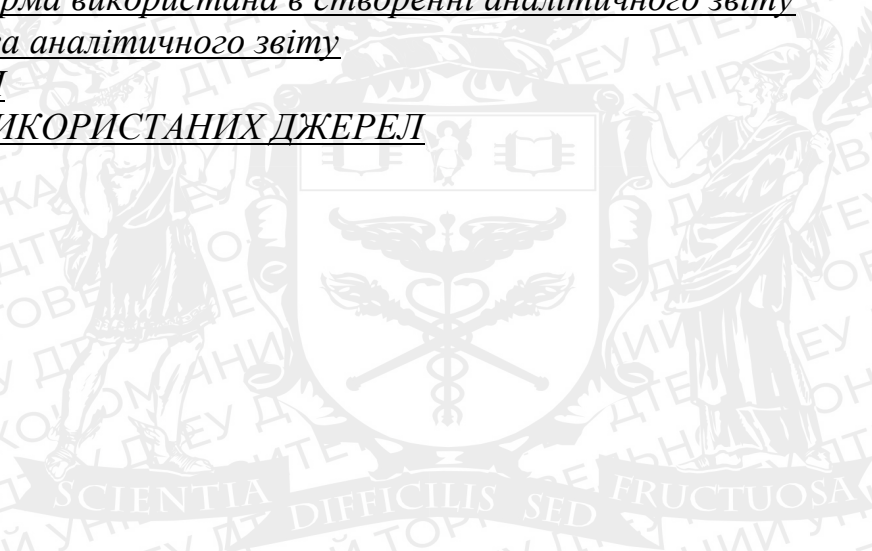 рма використана в створенні аналітичного звіту
а аналітичного звіту
ИКОРИСТАНИХ ДЖЕРЕЛ
SCIENTIA DIFFICILIS SED FRUCTUOSA